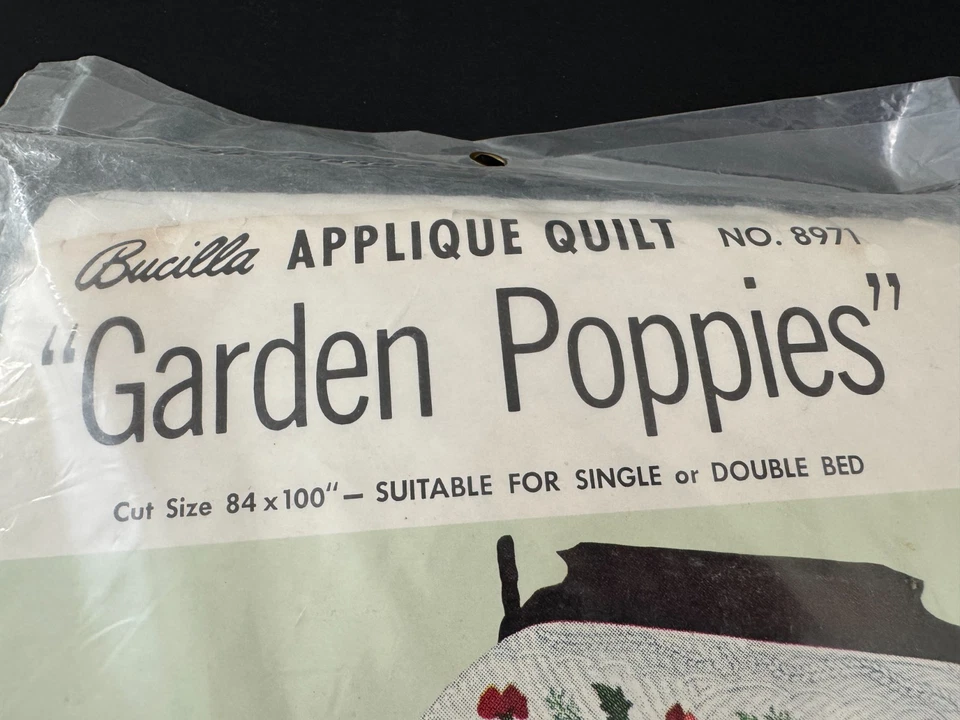 Bucilla APPLIQUE QUILT NO. 8971
“Garden Poppies”
Cut Size 84 x 100“ — SUITABLE FOR SINGLE or DOUBLE BED